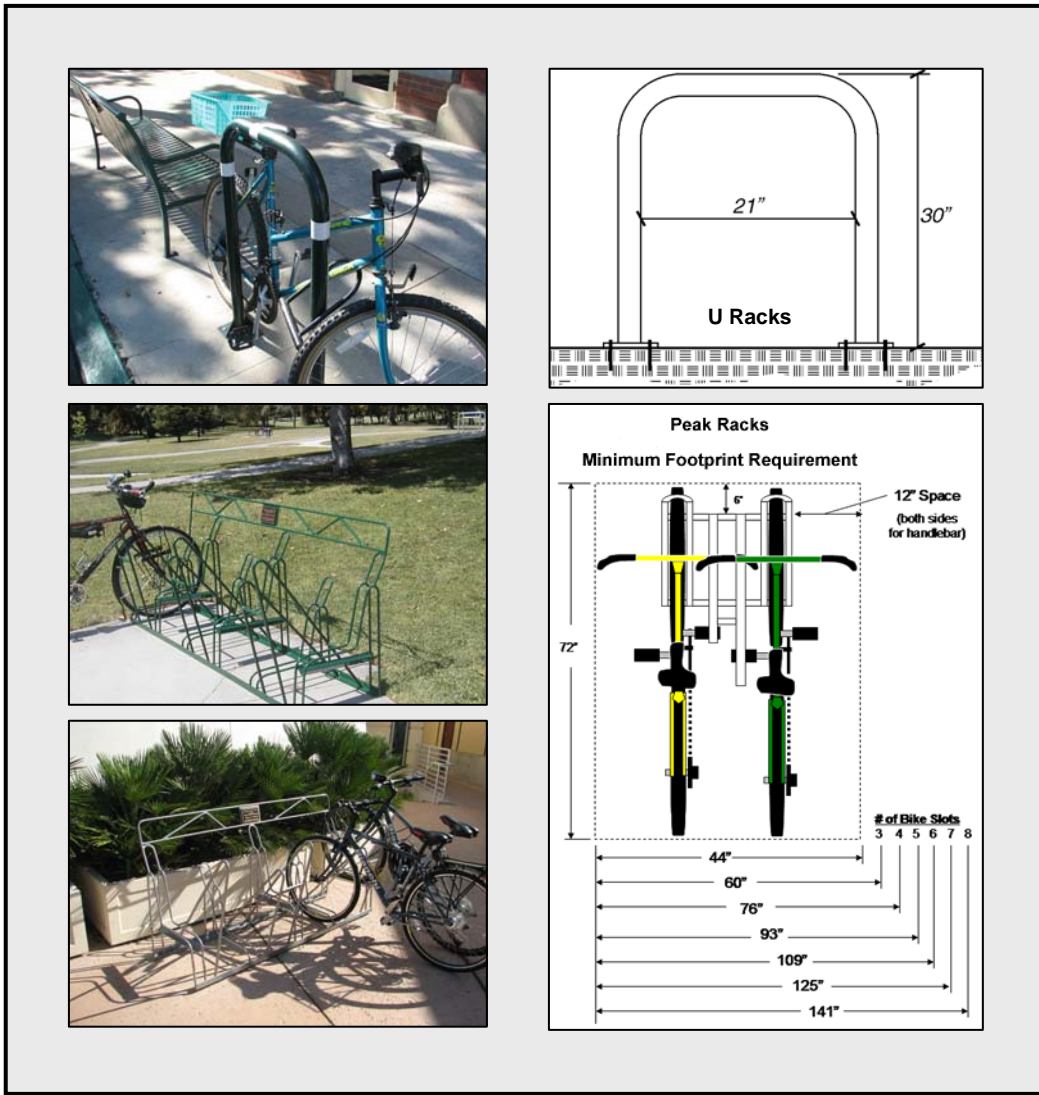 21"
30"
U Racks
Peak Racks
Minimum Footprint Requirement
6"
12" Space
(both sides
for handlebar)
72"
# of Bike Slots
3 4 5 6 7 8
44"
60"
76"
93"
109"
125"
141"